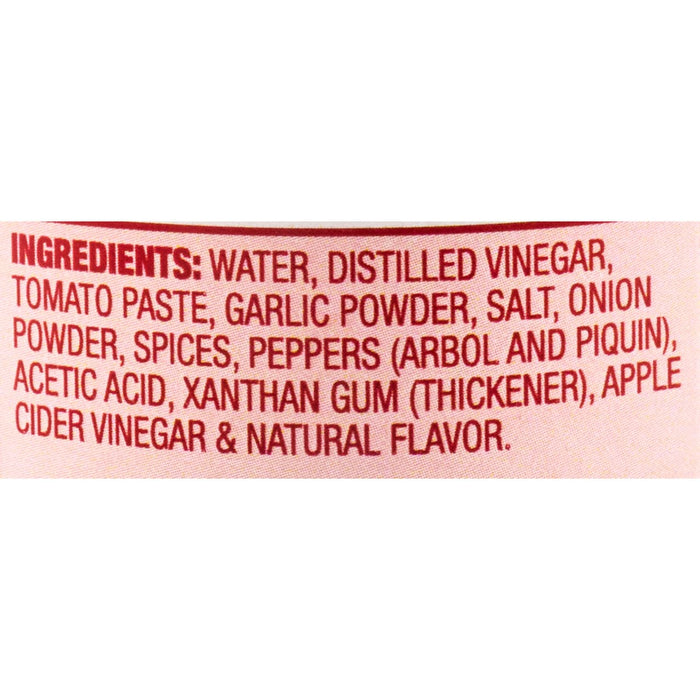 INGREDIENTS: WATER, DISTILLED VINEGAR,
TOMATO PASTE, GARLIC POWDER, SALT, ONION
POWDER, SPICES, PEPPERS (ARBOL AND PIQUIN),
ACETIC ACID, XANTHAN GUM (THICKENER), APPLE
CIDER VINEGAR & NATURAL FLAVOR.